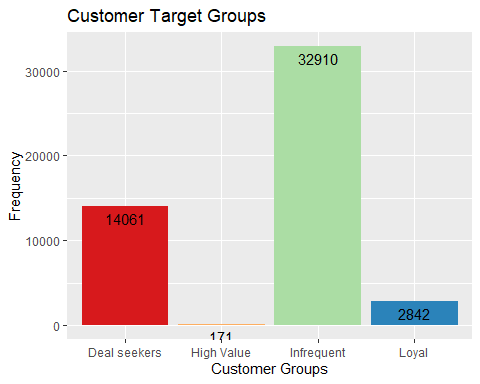 Customer Target Groups
Frequency
30000
20000
10000
0
14061
171
32910
2842
Deal seekers
High Value
Infrequent
Loyal
Customer Groups